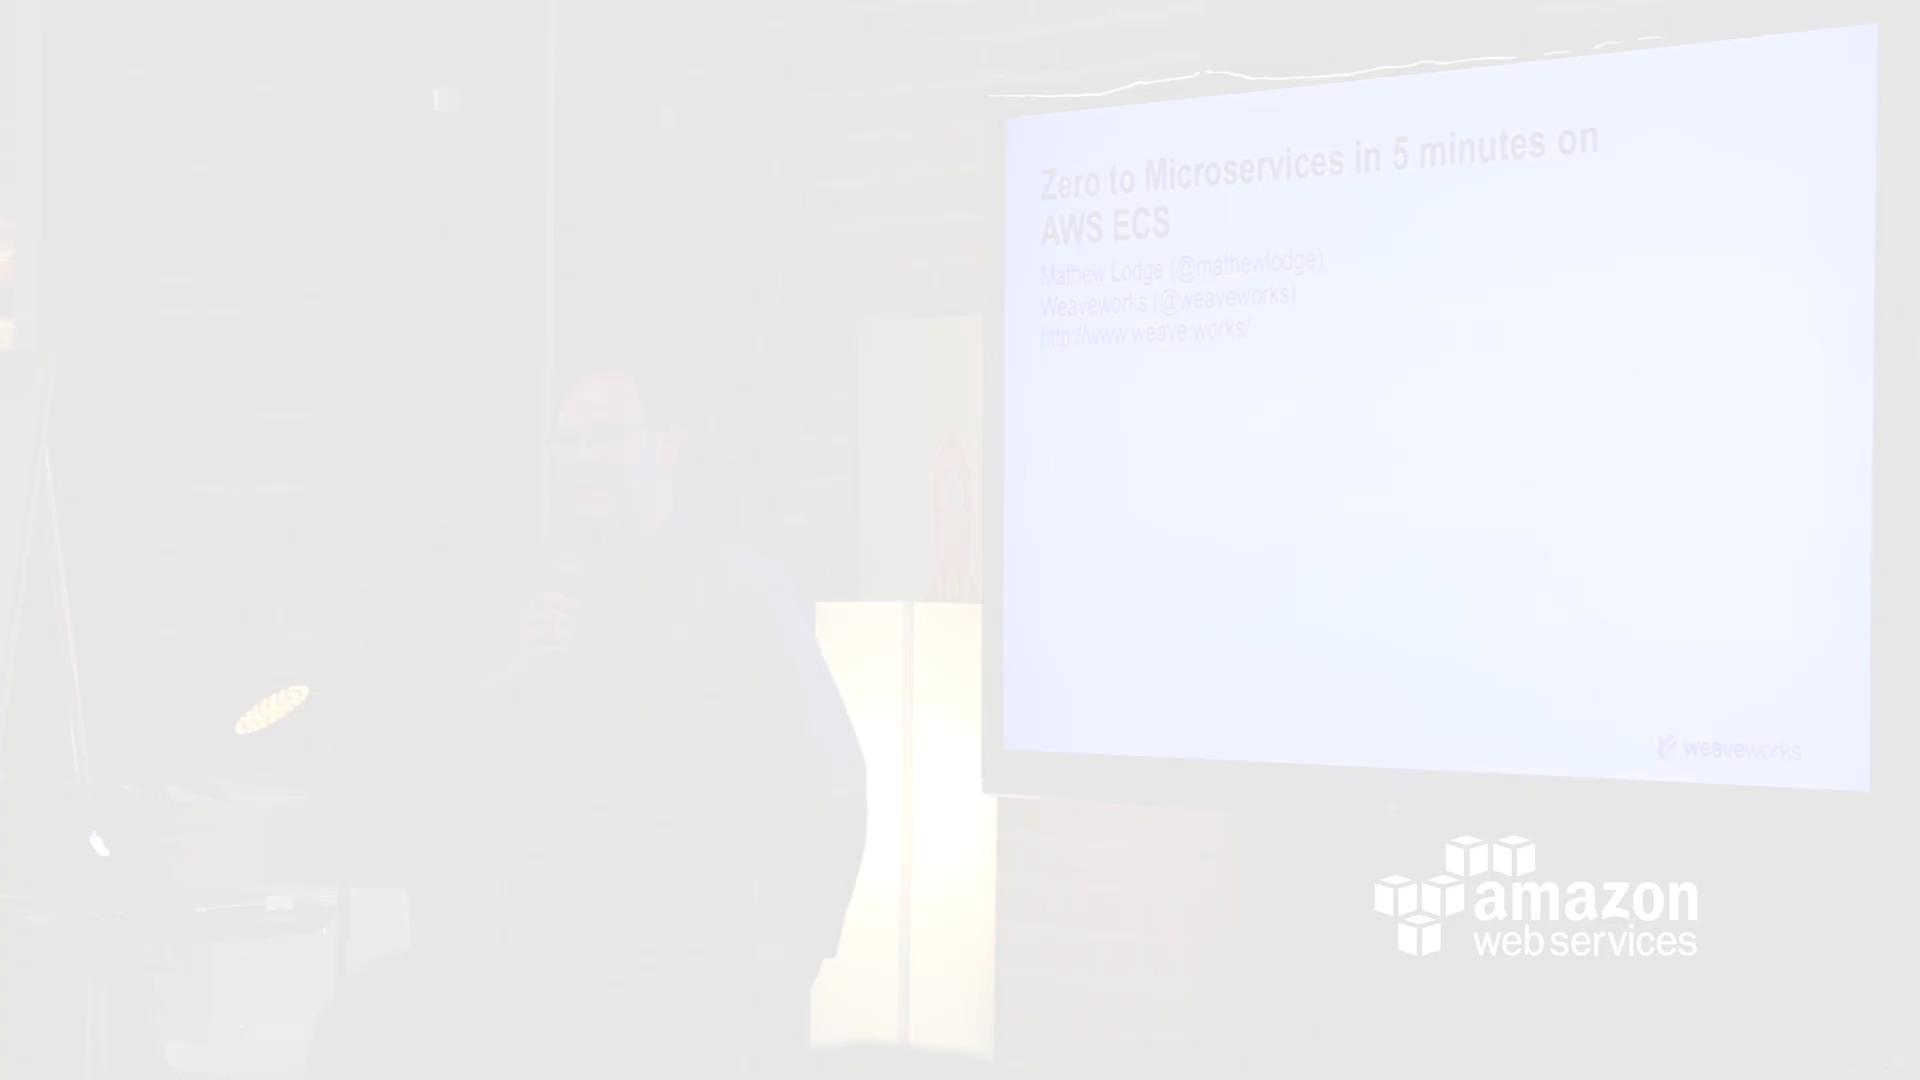 Zero to Microservices in 5 minutes on
AWS ECS
Mathew Lodge (@mathewlodge)
Weaveworks (@weaveworks)
http://www.weave.works/
weaveworks
amazon
web services